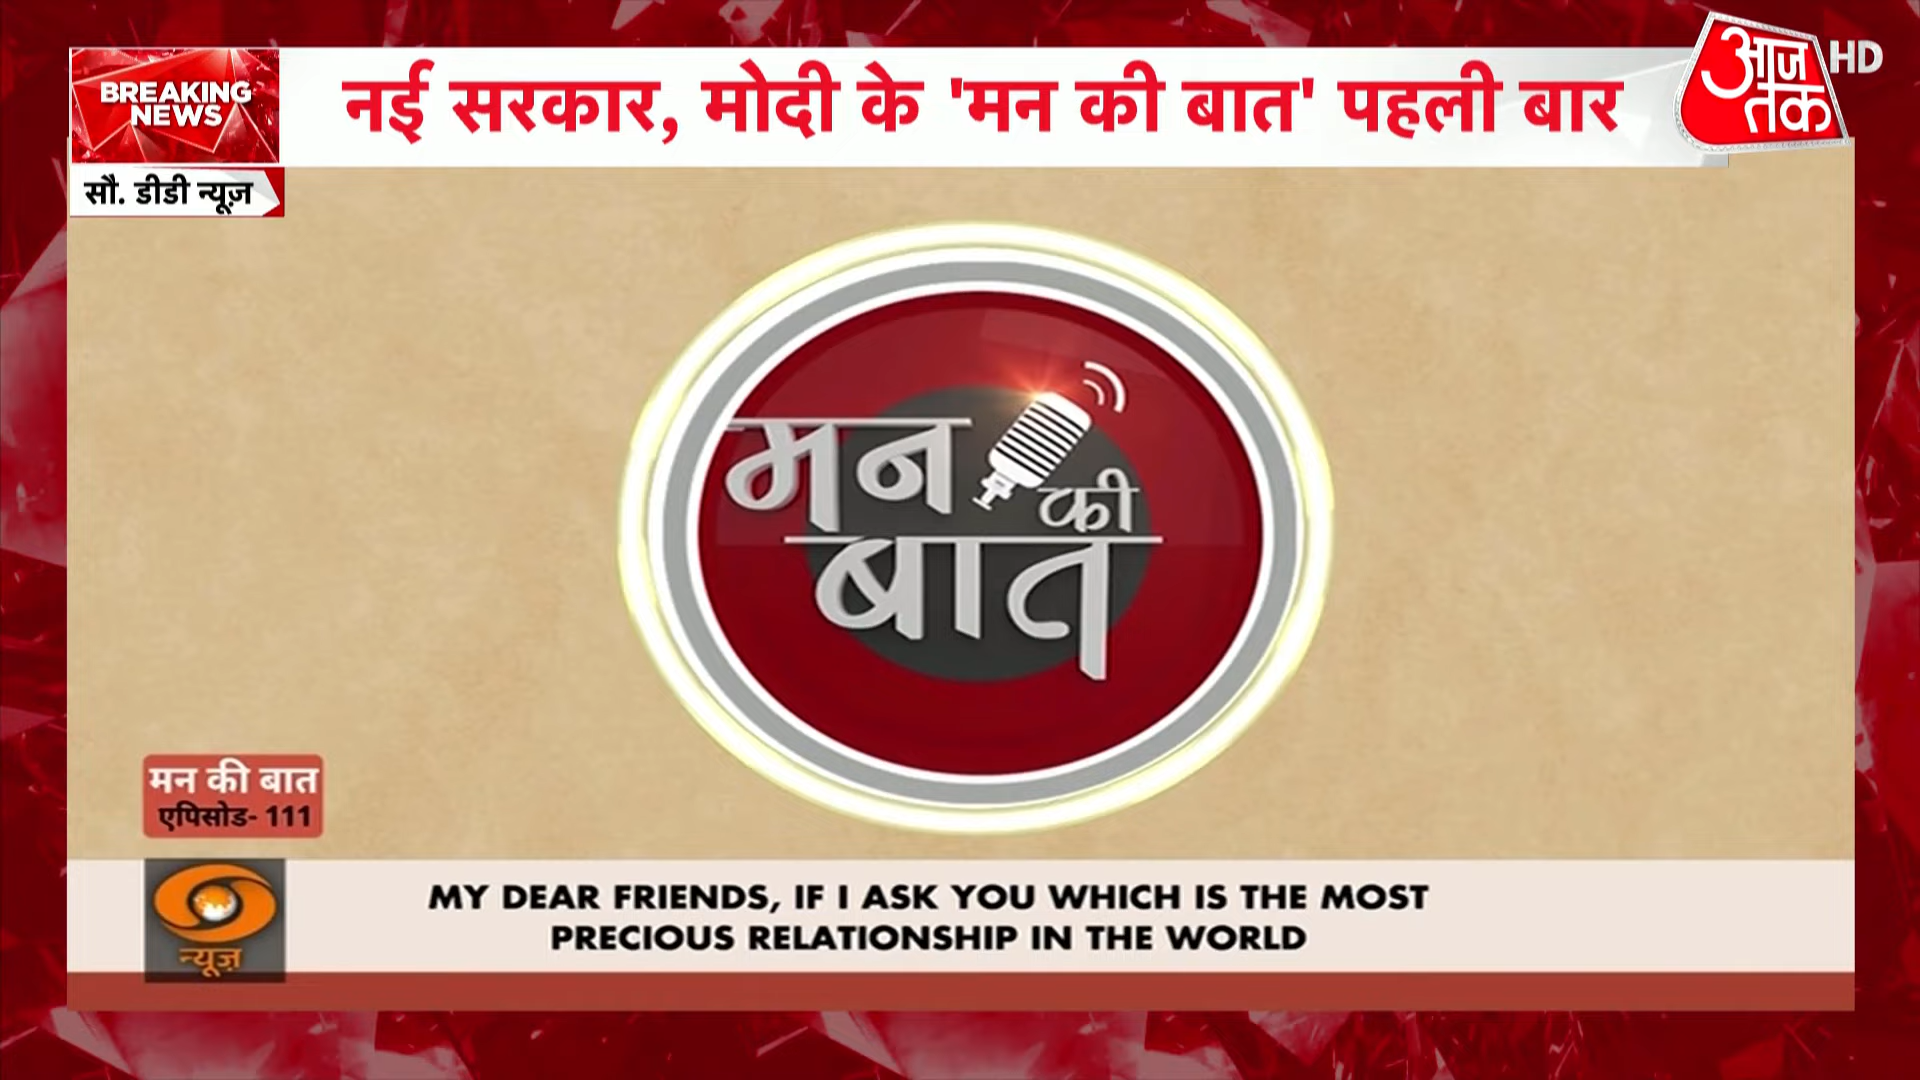 BREAKING
NEWS
नई सरकार, मोदी के 'मन की बात' पहली बार
आज
तक
HD
सौ. डीडी न्यूज़
मन की
बात
मन की बात
एपिसोड- 111
न्यूज़
MY DEAR FRIENDS, IF I ASK YOU WHICH IS THE MOST
PRECIOUS RELATIONSHIP IN THE WORLD